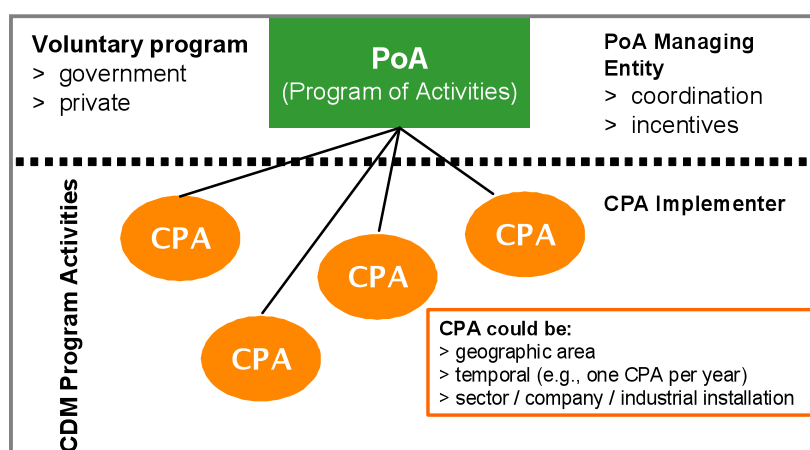 Voluntary program
> government
> private
PoA
(Program of Activities)
PoA Managing
Entity
> coordination
> incentives
CDM Program Activities
CPA
CPA
CPA
CPA
CPA Implementer
CPA could be:
> geographic area
> temporal (e.g., one CPA per year)
> sector / company / industrial installation